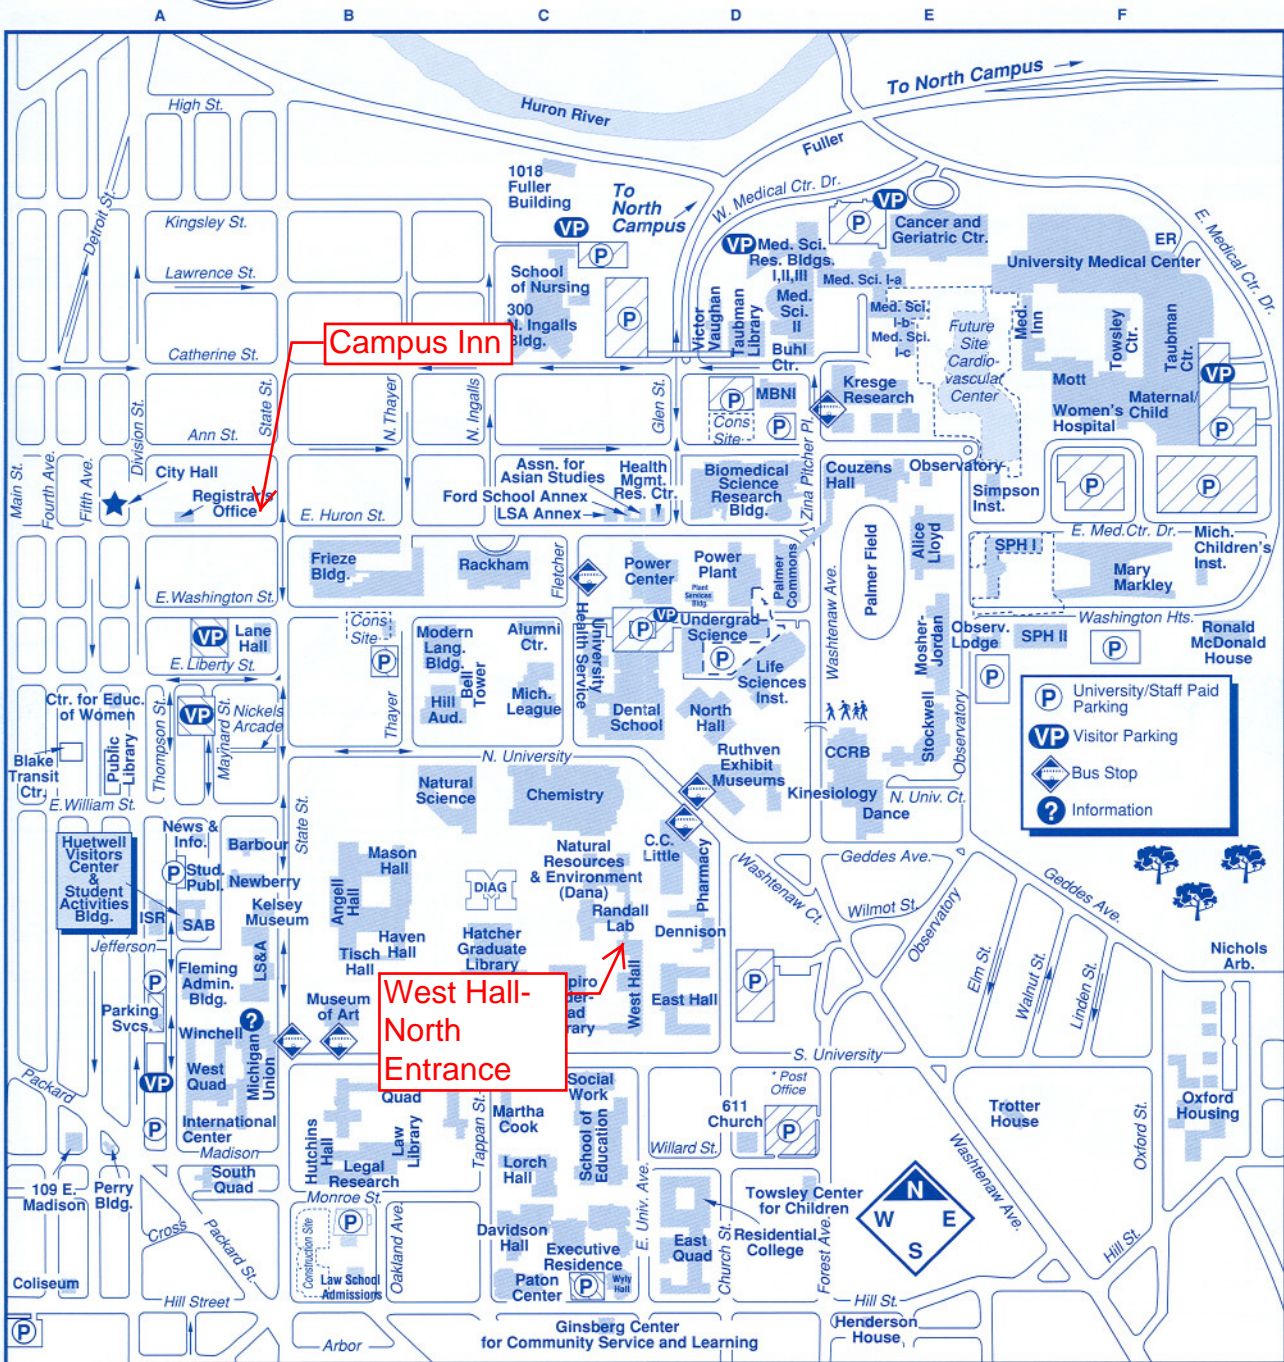 A B C D E F
To North Campus
High St.
Huron River
Fuller
1018
Fuller
Building
To
North
Campus
W. Medical Ctr. Dr.
VP
P
Cancer and
Geriatric Ctr.
E. Medical Ctr. Dr.
ER
Detroit St.
Kingsley St.
VP
P
VP
Med. Sci.
Res. Bldgs.
I,II,III
University Medical Center
Lawrence St.
School
of Nursing
Med. Sci. I-a
300
N. Ingalls
Bldg.
P
Victor
Vaughan
Taubman
Library
Med.
Sci.
II
Med. Sci.
I-b
Med. Sci.
I-c
Future
Site
Cardio-
vascular
Center
Med.
Inn
Towsley
Ctr.
Taubman
Ctr.
Campus Inn
Catherine St.
Buhl
Ctr.
Mott
VP
State St.
N. Thayer
N. Ingalls
Glen St.
P
MBNI
Kresge
Research
Maternal/
Child
Women's
Hospital
P
Cons
Site
P
Zina Pitcher Pl.
Main St.
Fourth Ave.
Fifth Ave.
Division St.
Ann St.
City Hall
Registrar's
Office
E. Huron St.
Assn. for
Asian Studies
Ford School Annex
LSA Annex
Health
Mgmt.
Res. Ctr.
Biomedical
Science
Research
Bldg.
Couzens
Hall
Observatory
Simpson
Inst.
P
P
E. Med.Ctr. Dr.
Mich.
Children's
Inst.
Frieze
Bldg.
Rackham
Fletcher
Power
Center
Power
Plant
Plant
Services
Bldg.
Palmer
Commons
Washtenaw Ave.
Palmer Field
Alice
Lloyd
SPH I
Mary
Markley
E.Washington St.
Washington Hts.
VP
Lane
Hall
Cons
Site
P
Modern
Lang.
Bldg.
Bell
Tower
Alumni
Ctr.
University
Health Service
P
VP
Undergrad
Science
P
Life
Sciences
Inst.
Mosher-
Jordan
Observ.
Lodge
SPH II
P
P
Ronald
McDonald
House
E. Liberty St.
Ctr. for Educ.
of Women
Thompson St.
VP
Maynard St.
Nickels
Arcade
Thayer
Hill
Aud.
Mich.
League
Dental
School
North
Hall
Stockwell
Observatory
P University/Staff Paid
Parking
VP Visitor Parking
Bus Stop
? Information
Blake
Transit
Ctr.
Public
Library
N. University
Ruthven
Exhibit
Museums
CCRB
E.William St.
State St.
Natural
Science
Chemistry
Kinesiology
Dance
N. Univ. Ct.
Huetwell
Visitors
Center
&
Student
Activities
Bldg.
News &
Info.
P
Stud.
Publ.
Barbour
Newberry
Mason
Hall
Angell
Hall
DIAG
M
Natural
Resources
& Environment
(Dana)
C.C.
Little
Pharmacy
Washtenaw Ct.
Geddes Ave.
Geddes Ave.
Wilmot St.
Observatory
ISR
SAB
Kelsey
Museum
Randall
Lab
Dennison
Jefferson
Haven
Hall
Tisch
Hall
Hatcher
Graduate
Library
Elm St.
Walnut St.
Linden St.
Nichols
Arb.
P
Fleming
Admin.
Bldg.
LS&A
Museum
of Art
West Hall-
North
Entrance
piro
der-
ad
rary
West Hall
East Hall
P
Parking
Svcs.
Winchell
?
S. University
Packard
VP
West
Quad
Michigan
Union
Quad
Social
Work
* Post
Office
P
International
Center
Madison
Hutchins
Hall
Law
Library
Legal
Research
Tappan St.
Martha
Cook
School of
Education
611
Church
Willard St.
P
Trotter
House
Oxford St.
Oxford
Housing
Washtenaw Ave.
109 E.
Madison
Perry
Bldg.
South
Quad
Lorch
Hall
E. Univ. Ave.
Towsley Center
for Children
Residential
College
N
W E
S
Cross
Packard St.
Monroe St.
Construction Site
P
Oakland Ave.
Davidson
Hall
Executive
Residence
East
Quad
Church St.
Forest Ave.
Hill St.
Coliseum
Law School
Admissions
Paton
Center
P
Wyly
Hall
Hill Street
Hill St.
P
Arbor
Ginsberg Center
for Community Service and Learning
Henderson
House